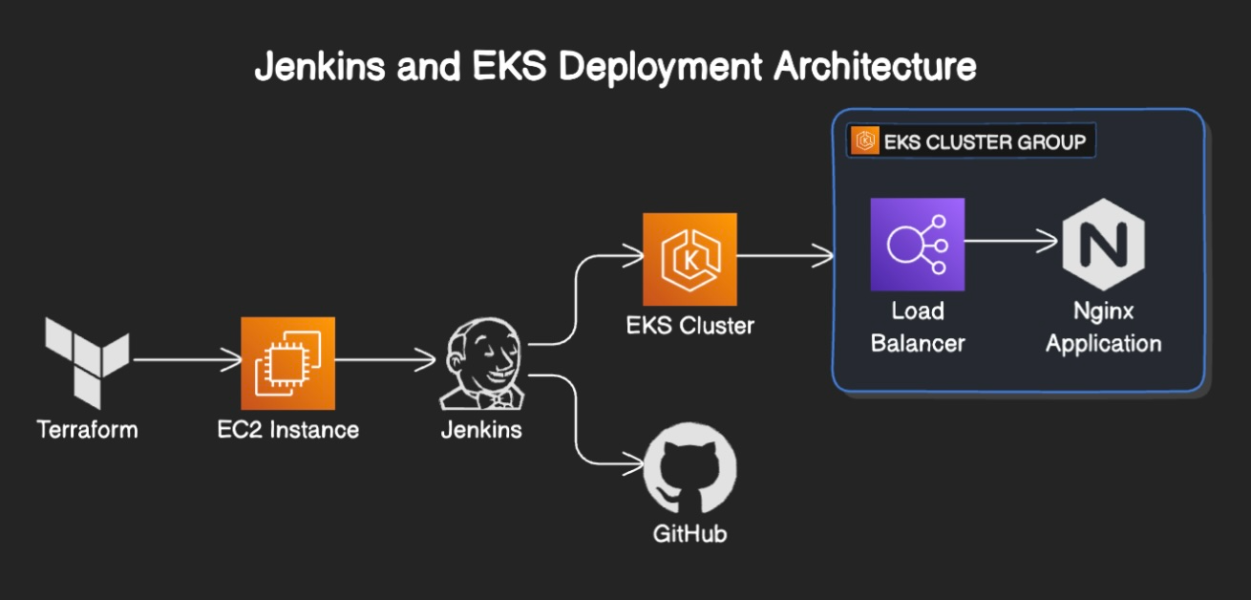 Jenkins and EKS Deployment Architecture
EKS CLUSTER GROUP
K
K
N
Load
Balancer
Nginx
Application
EKS Cluster
Terraform
EC2 Instance
Jenkins
GitHub